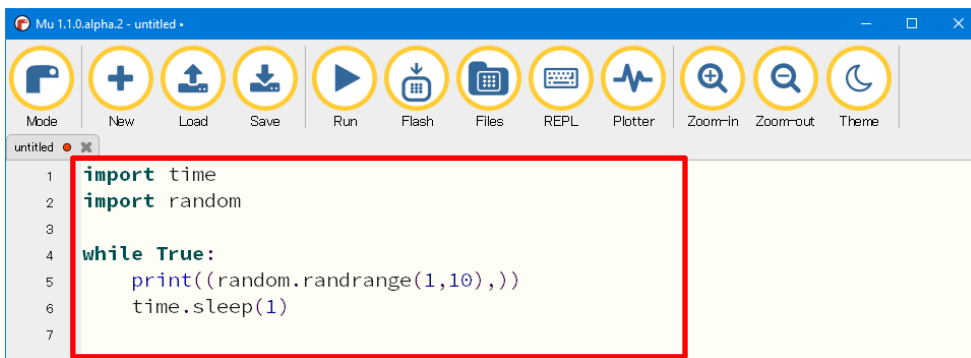 Mu 1.1.0.alpha.2 - untitled •
Mode New Load Save Run Flash Files REPL Plotter Zoom-in Zoom-out Theme
untitled
1 import time
2 import random
3
4 while True:
5 print((random.randrange(1,10),))
6 time.sleep(1)
7